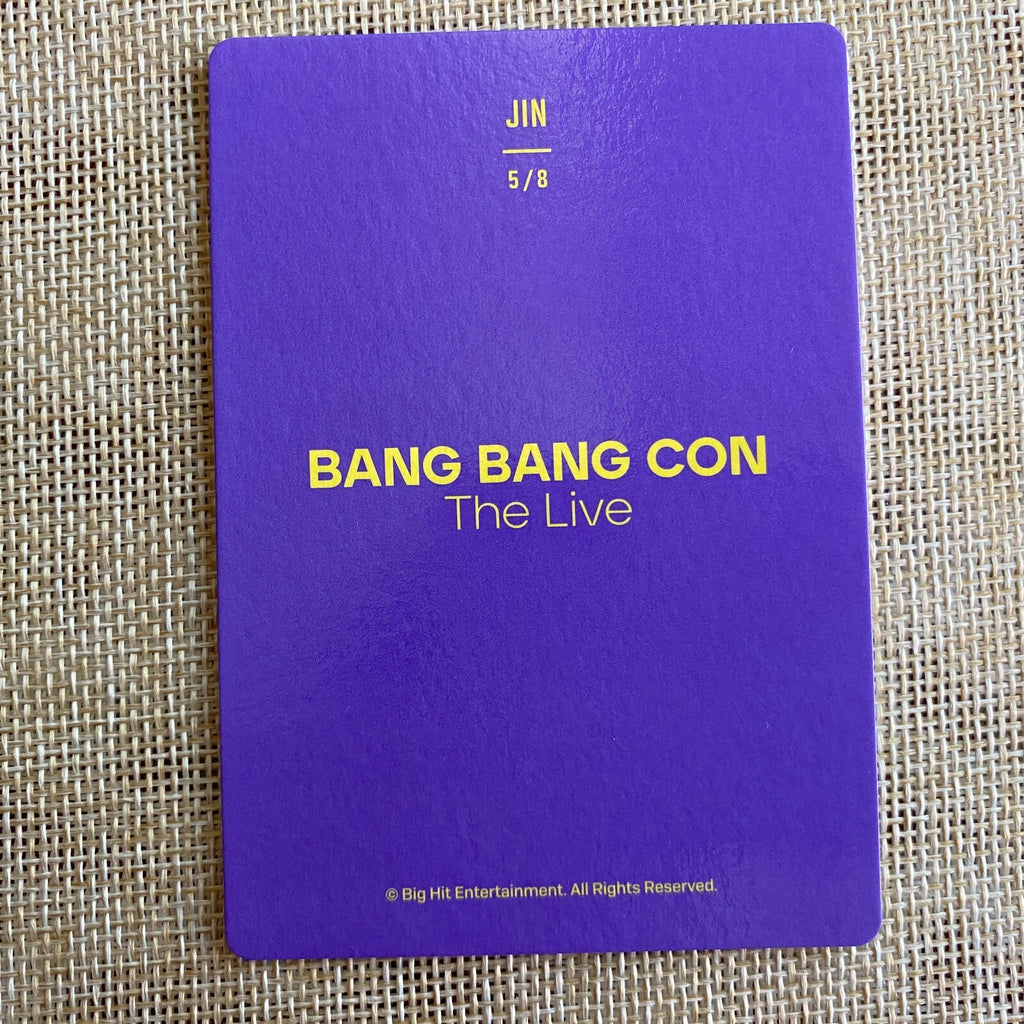 JIN
5/8
BANG BANG CON
The Live
© Big Hit Entertainment. All Rights Reserved.